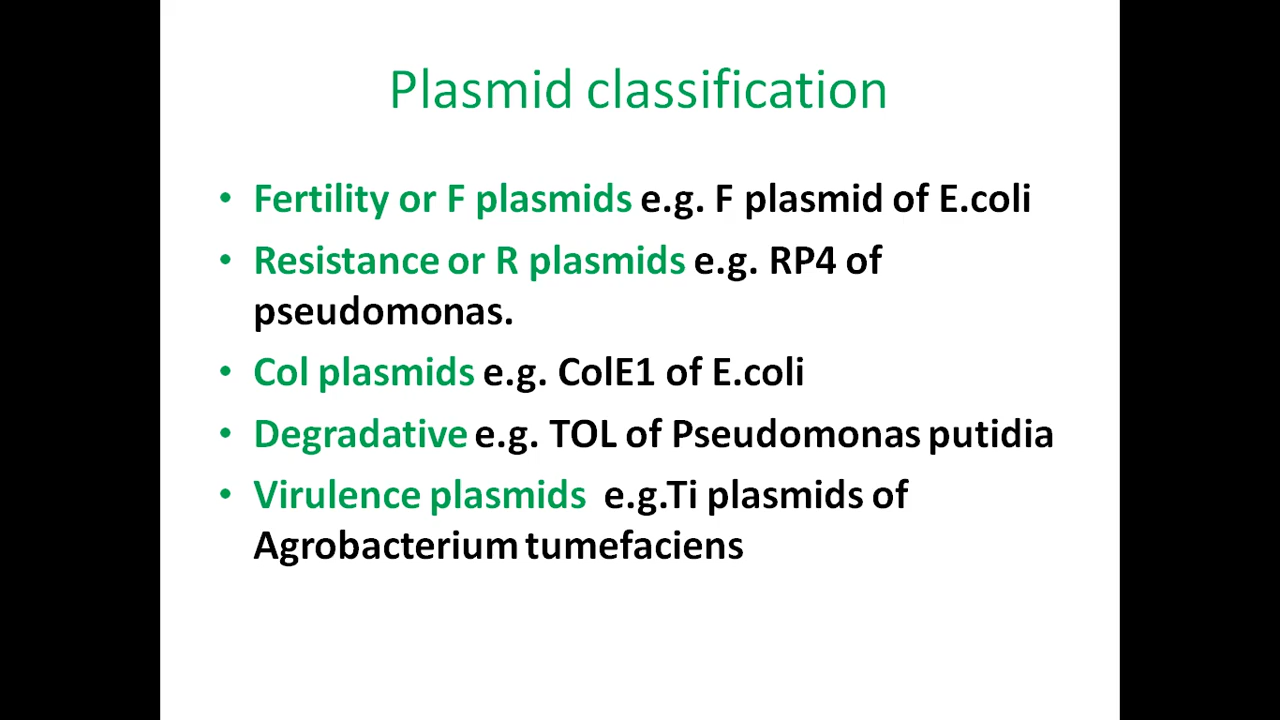 Plasmid classification
• Fertility or F plasmids e.g. F plasmid of E.coli
• Resistance or R plasmids e.g. RP4 of
pseudomonas.
• Col plasmids e.g. ColE1 of E.coli
• Degradative e.g. TOL of Pseudomonas putidia
• Virulence plasmids  e.g.Ti plasmids of
Agrobacterium tumefaciens